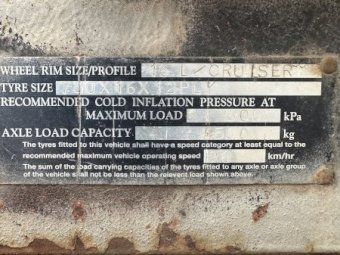 WHEEL RIM SIZE/PROFILE L/CRUISER
TYRE SIZE
RECOMMENDED COLD INFLATION PRESSURE AT
MAXIMUM LOAD kPa
AXLE LOAD CAPACITY kg
The tyres fitted to this vehicle shall have a speed category at least equal to the
recommended maximum vehicle operating speed km/hr.
The sum of the load carrying capacities of the tyres fitted to any axle or axle group
of the vehicle shall not be less than the relevant load shown above.